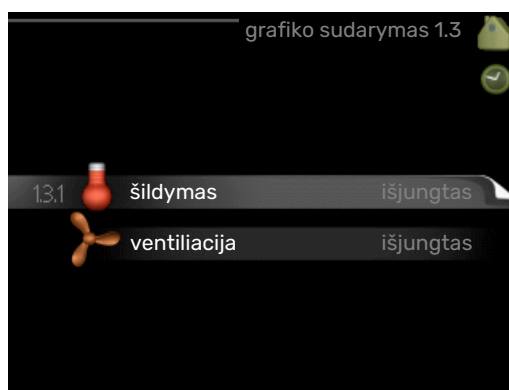 grafiko sudarymas 1.3
1.3.1 šildymas išjungtas
ventiliacija išjungtas